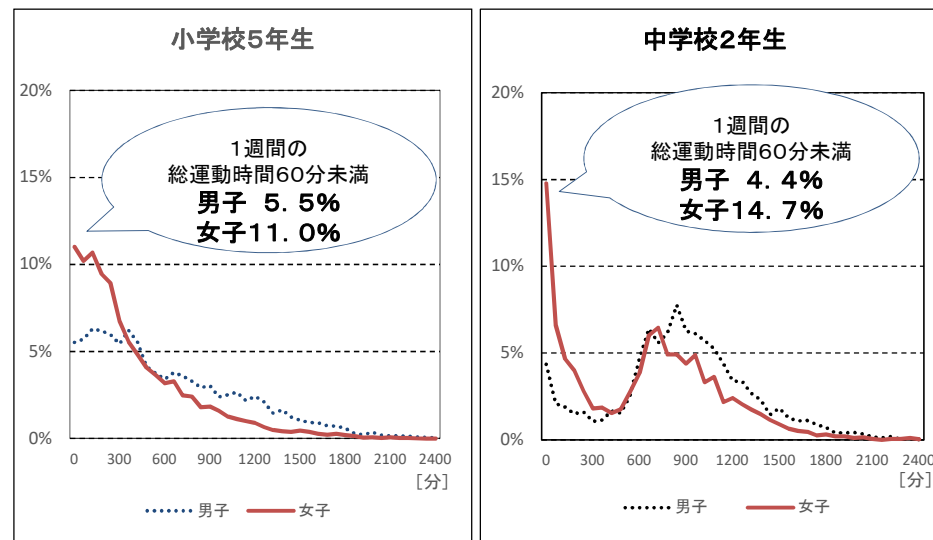 小学校5年生
20%
15%
10%
5%
0%
1週間の
総運動時間60分未満
男子 5.5%
女子11.0%
0 300 600 900 1200 1500 1800 2100 2400
[分]
男子 女子
中学校2年生
20%
15%
10%
5%
0%
1週間の
総運動時間60分未満
男子 4.4%
女子14.7%
0 300 600 900 1200 1500 1800 2100 2400
[分]
男子 女子